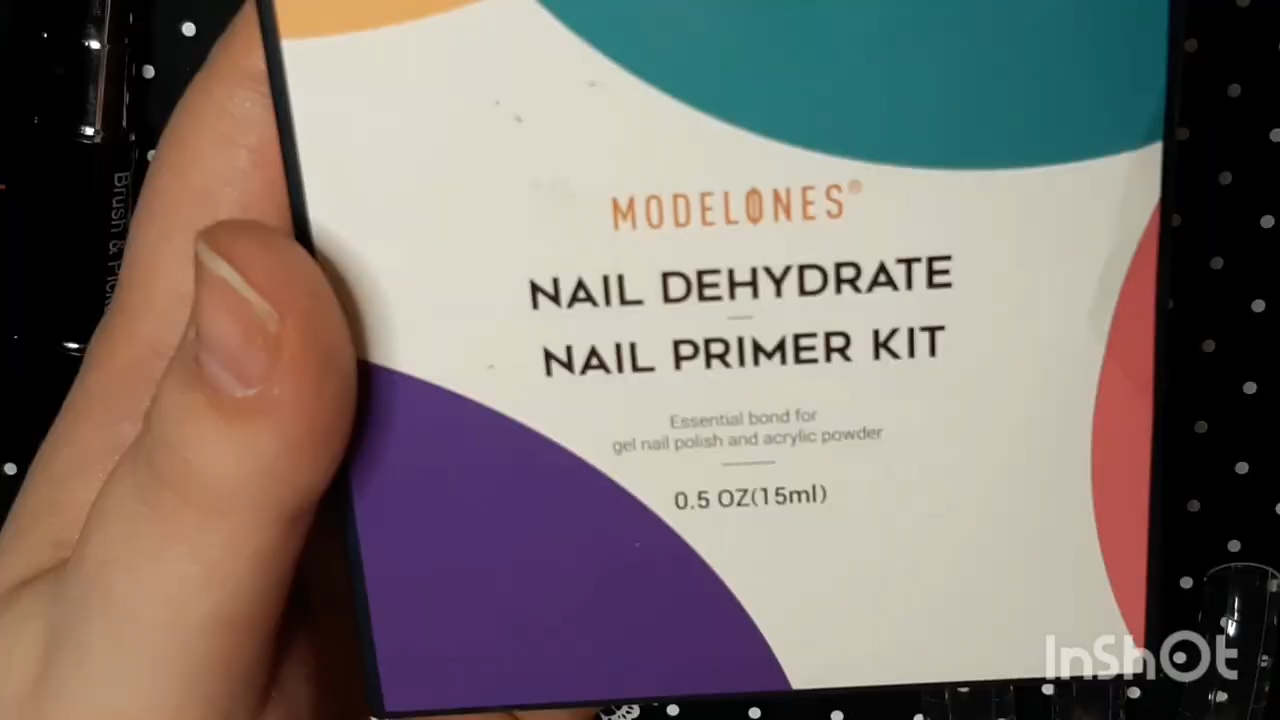 MODELONES®
NAIL DEHYDRATE
NAIL PRIMER KIT
Essential bond for
gel nail polish and acrylic powder
0.5 OZ(15ml)
Brush &
InShOt